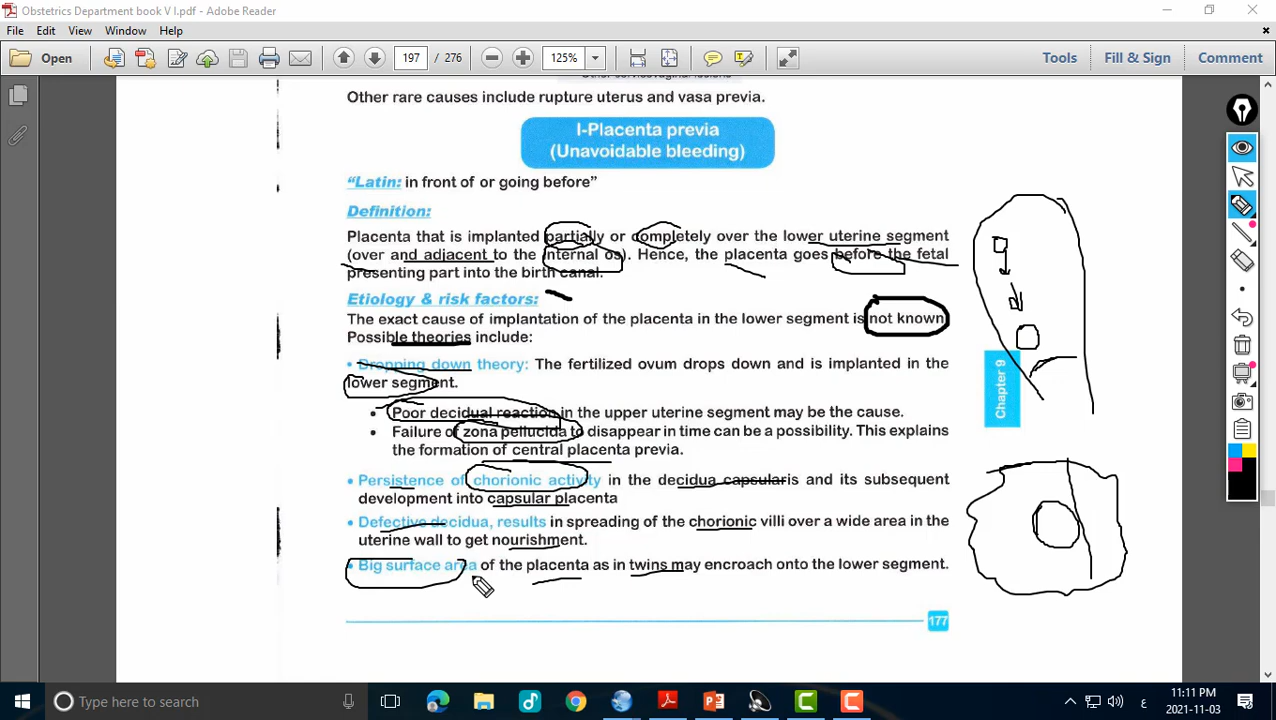 Obstetrics Department book V I.pdf - Adobe Reader
File Edit View Window Help
Open 197 / 276 125% Tools Fill & Sign Comment
Other rare causes include rupture uterus and vasa previa.
I-Placenta previa
(Unavoidable bleeding)
"Latin: in front of or going before"
Definition:
Placenta that is implanted partially or completely over the lower uterine segment
(over and adjacent to the internal os). Hence, the placenta goes before the fetal
presenting part into the birth canal.
Etiology & risk factors:
The exact cause of implantation of the placenta in the lower segment is not known
Possible theories include:
• Dropping down theory: The fertilized ovum drops down and is implanted in the
lower segment.
• Poor decidual reaction in the upper uterine segment may be the cause.
• Failure of zona pellucida to disappear in time can be a possibility. This explains
the formation of central placenta previa.
• Persistence of chorionic activity in the decidua capsularis and its subsequent
development into capsular placenta
• Defective decidua, results in spreading of the chorionic villi over a wide area in the
uterine wall to get nourishment.
• Big surface area of the placenta as in twins may encroach onto the lower segment.
Chapter 9
177
Type here to search
11:11 PM
2021-11-03